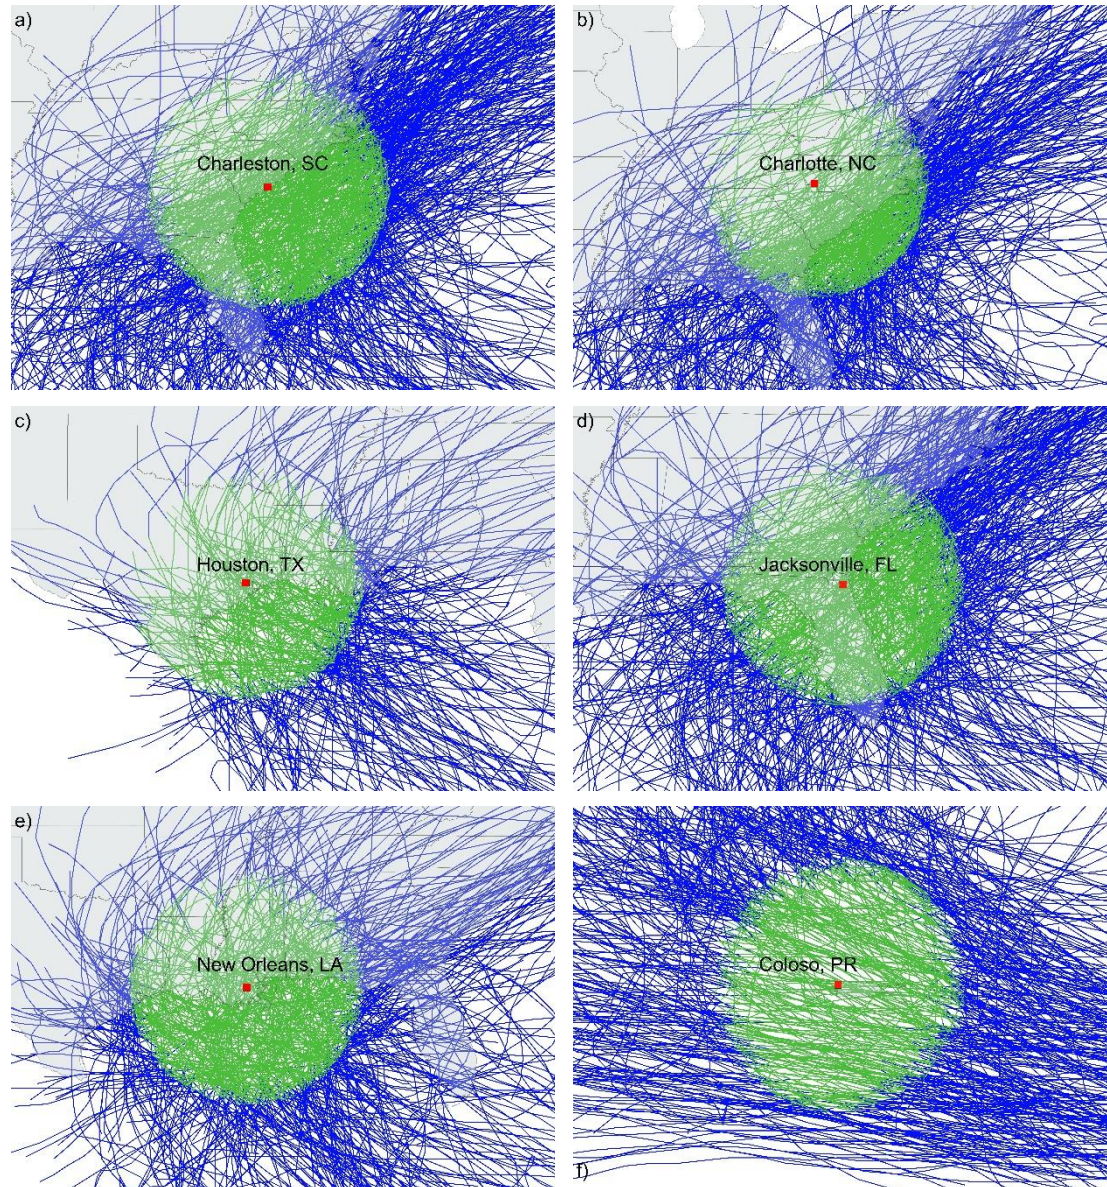 a)
Charleston, SC
b)
Charlotte, NC
c)
Houston, TX
d)
Jacksonville, FL
e)
New Orleans, LA
Coloso, PR
f)